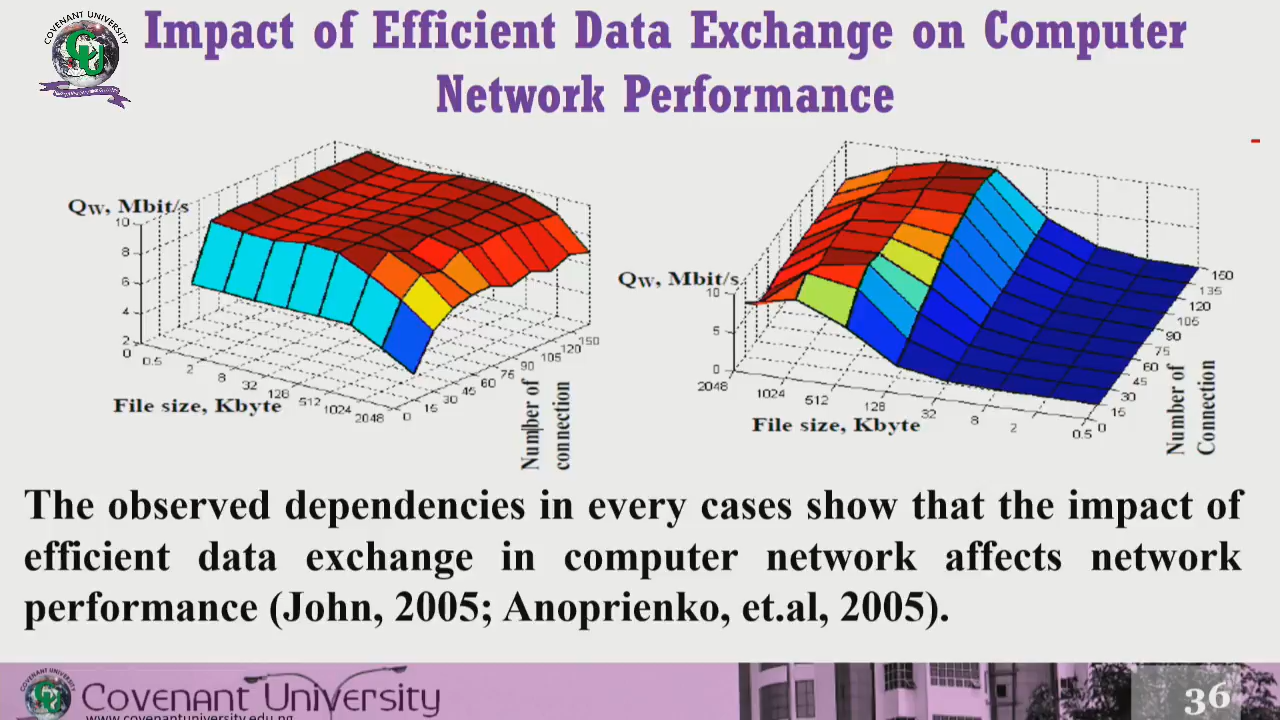 COVENANT UNIVERSITY
Impact of Efficient Data Exchange on Computer
Network Performance
Qw, Mbit/s
10
8
6
4
2
0
0.5
2
8
32
128
512
1024
2048
File size, Kbyte
0
15
30
45
60
75
90
105
120
150
Number of
connection
Qw, Mbit/s
10
5
0
2048
1024
512
128
32
8
2
0.5
File size, Kbyte
0
15
30
45
60
75
90
105
120
135
150
Number of
Connection
The observed dependencies in every cases show that the impact of
efficient data exchange in computer network affects network
performance (John, 2005; Anoprienko, et.al, 2005).
COVENANT UNIVERSITY
Covenant University
www.covenantuniversity.edu.ng
36